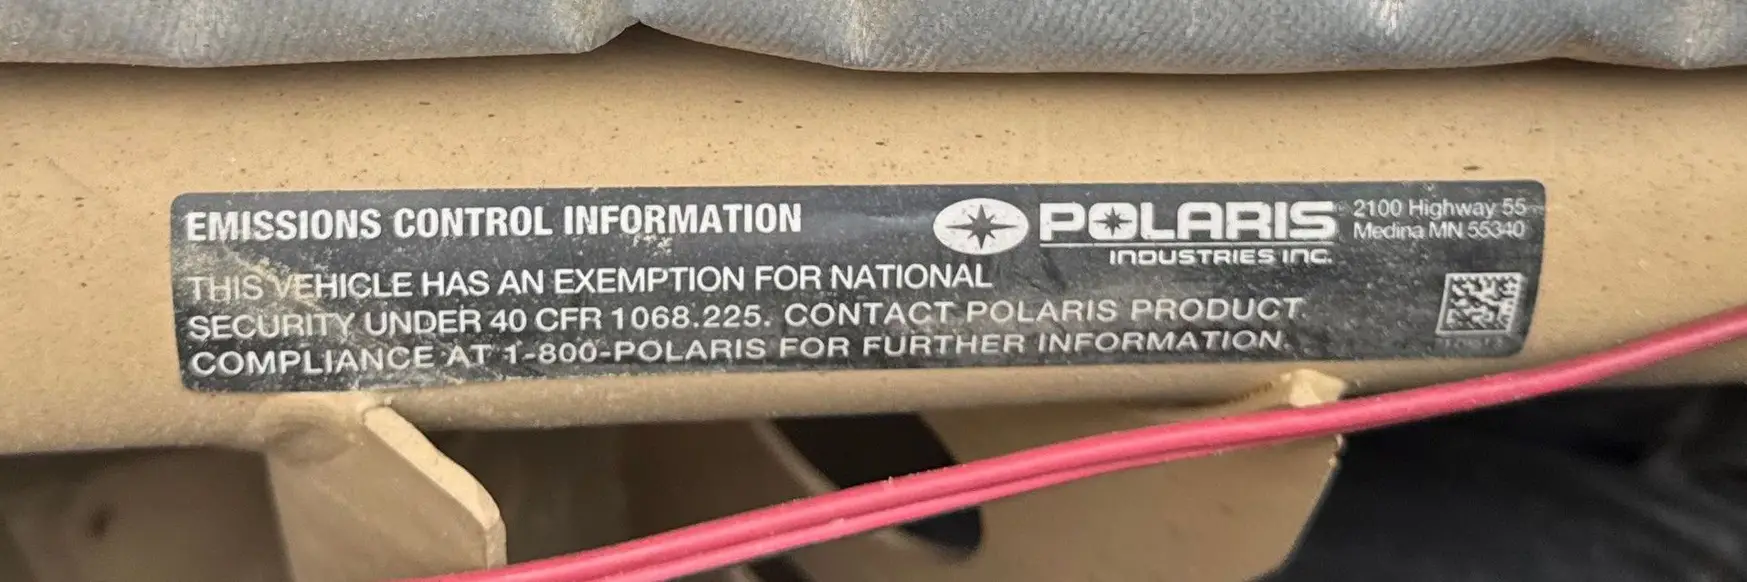 EMISSIONS CONTROL INFORMATION
POLARIS
INDUSTRIES INC.
2100 Highway 55
Medina MN 55340
THIS VEHICLE HAS AN EXEMPTION FOR NATIONAL
SECURITY UNDER 40 CFR 1068.225. CONTACT POLARIS PRODUCT
COMPLIANCE AT 1-800-POLARIS FOR FURTHER INFORMATION.